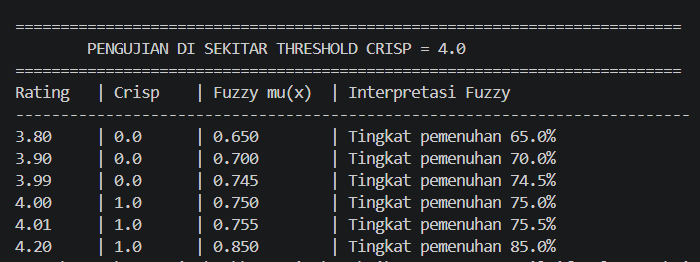 ==========================================================================
PENGUJIAN DI SEKITAR THRESHOLD CRISP = 4.0
==========================================================================
Rating | Crisp | Fuzzy mu(x) | Interpretasi Fuzzy
---------------------------------------------------------------------------
3.80 | 0.0 | 0.650 | Tingkat pemenuhan 65.0%
3.90 | 0.0 | 0.700 | Tingkat pemenuhan 70.0%
3.99 | 0.0 | 0.745 | Tingkat pemenuhan 74.5%
4.00 | 1.0 | 0.750 | Tingkat pemenuhan 75.0%
4.01 | 1.0 | 0.755 | Tingkat pemenuhan 75.5%
4.20 | 1.0 | 0.850 | Tingkat pemenuhan 85.0%